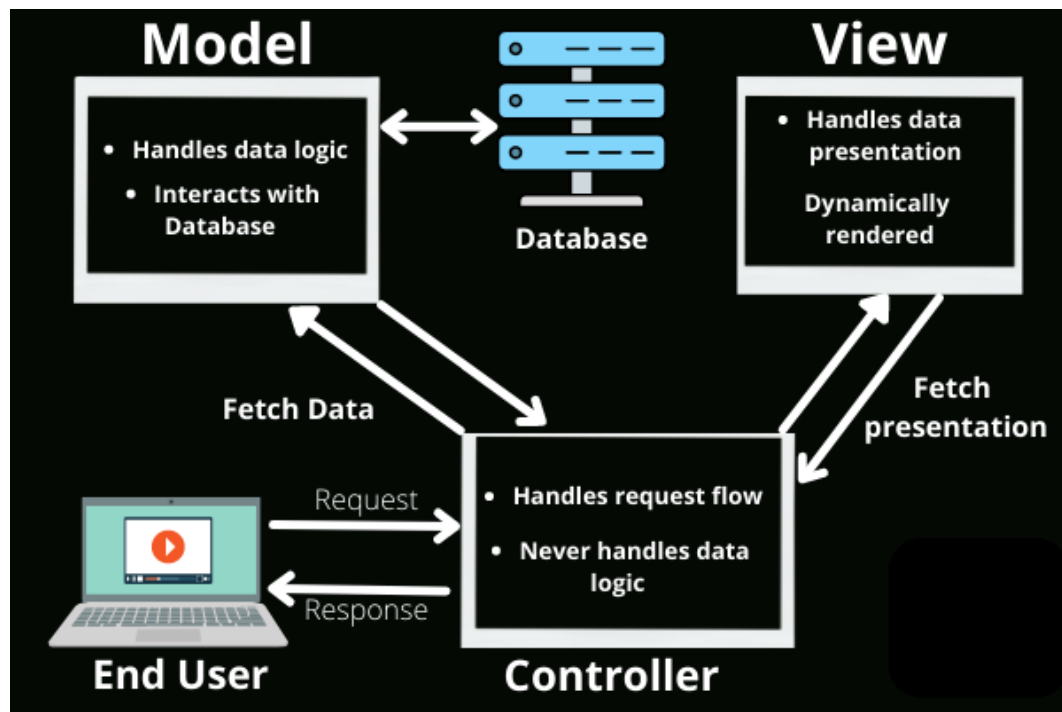 Model
View
• Handles data logic
• Interacts with
Database
Database
• Handles data
presentation
Dynamically
rendered
Fetch Data
Fetch
presentation
Request
Response
• Handles request flow
• Never handles data
logic
End User
Controller